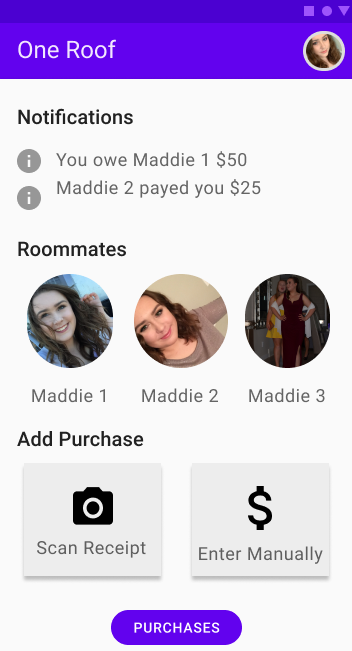 One Roof
Notifications
You owe Maddie 1 $50
Maddie 2 payed you $25
Roommates
Maddie 1 Maddie 2 Maddie 3
Add Purchase
Scan Receipt Enter Manually
PURCHASES